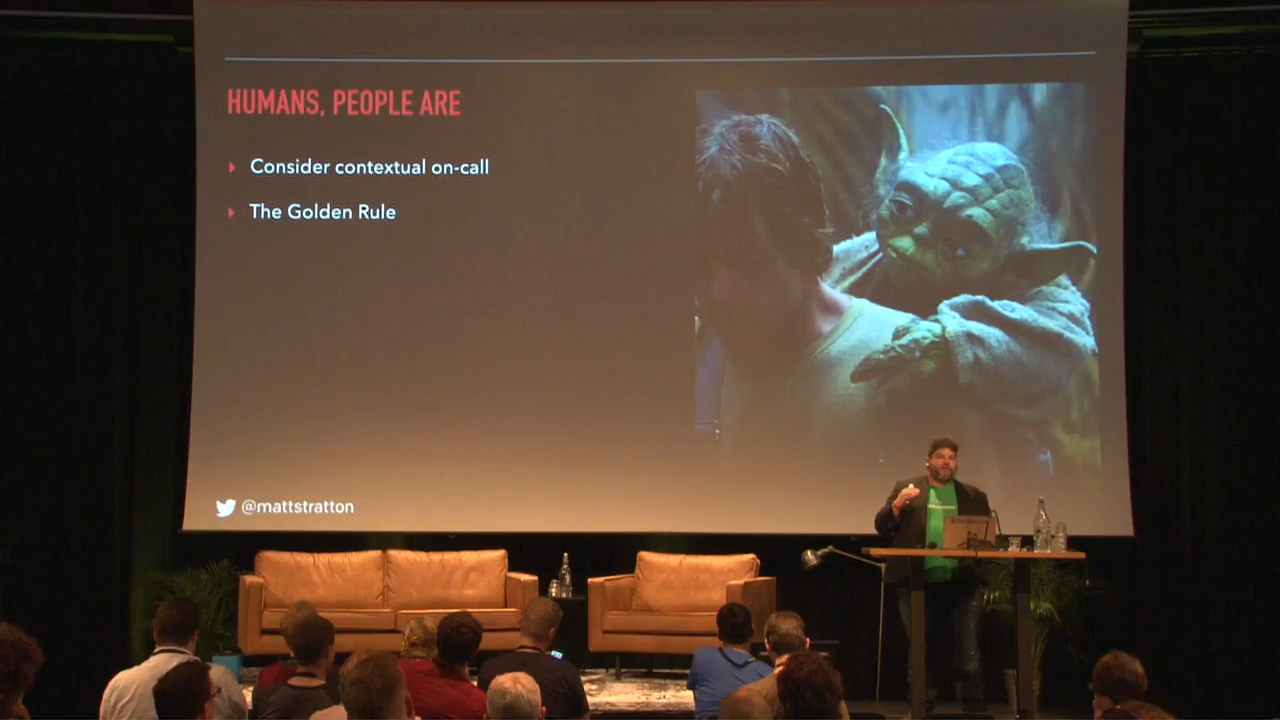 HUMANS, PEOPLE ARE
Consider contextual on-call
The Golden Rule
@mattstratton